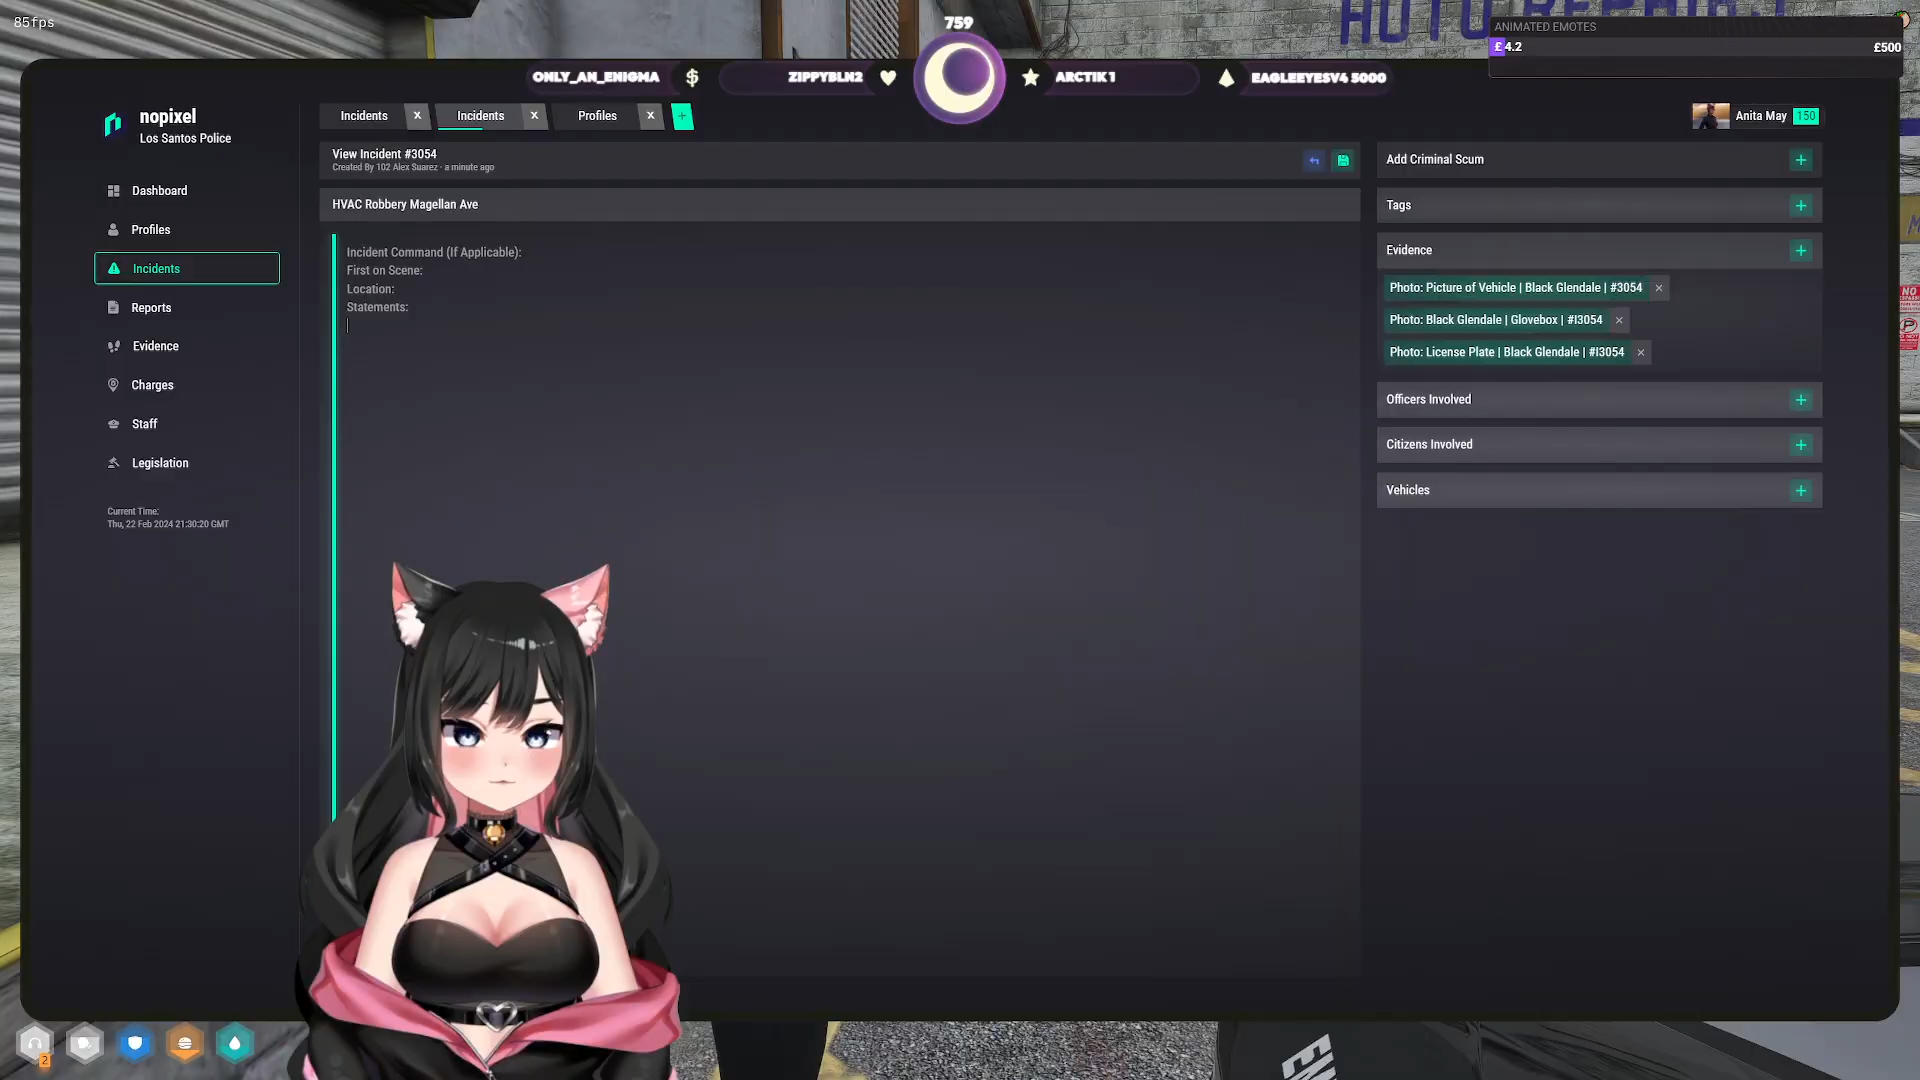 85fps
759
AUTO REPAIR
ANIMATED EMOTES
£4.2
£500
ONLY_AN_ENIGMA
ZIPPYBLN2
ARCTIK1
EAGLEEYESV4 5000
nopixel
Los Santos Police
Incidents
x
Incidents
x
Profiles
x
+
Anita May
150
View Incident #3054
Created By 102 Alex Suarez - a minute ago
HVAC Robbery Magellan Ave
Incident Command (If Applicable):
First on Scene:
Location:
Statements:
Dashboard
Profiles
Incidents
Reports
Evidence
Charges
Staff
Legislation
Current Time:
Thu, 22 Feb 2024 21:30:20 GMT
Add Criminal Scum
+
Tags
+
Evidence
+
Photo: Picture of Vehicle | Black Glendale | #3054
x
Photo: Black Glendale | Glovebox | #I3054
x
Photo: License Plate | Black Glendale | #I3054
x
Officers Involved
+
Citizens Involved
+
Vehicles
+
NO
2